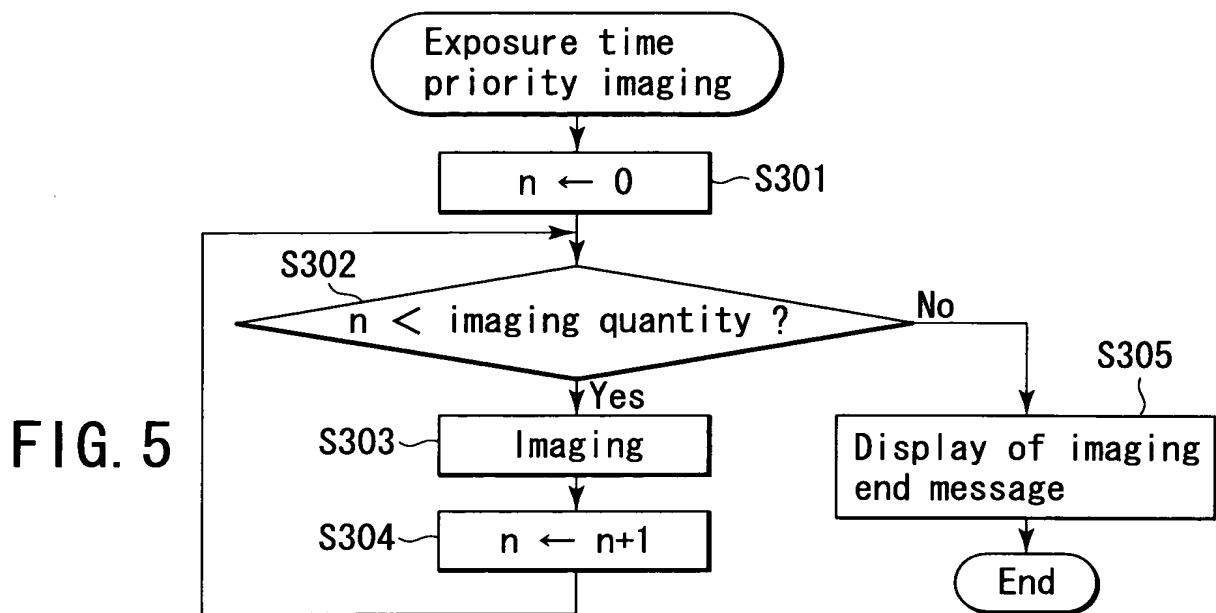 Exposure time
priority imaging
n ← 0
S301
S302
n < imaging quantity ?
No
Yes
S303
Imaging
S304
n ← n+1
S305
Display of imaging
end message
End
FIG. 5